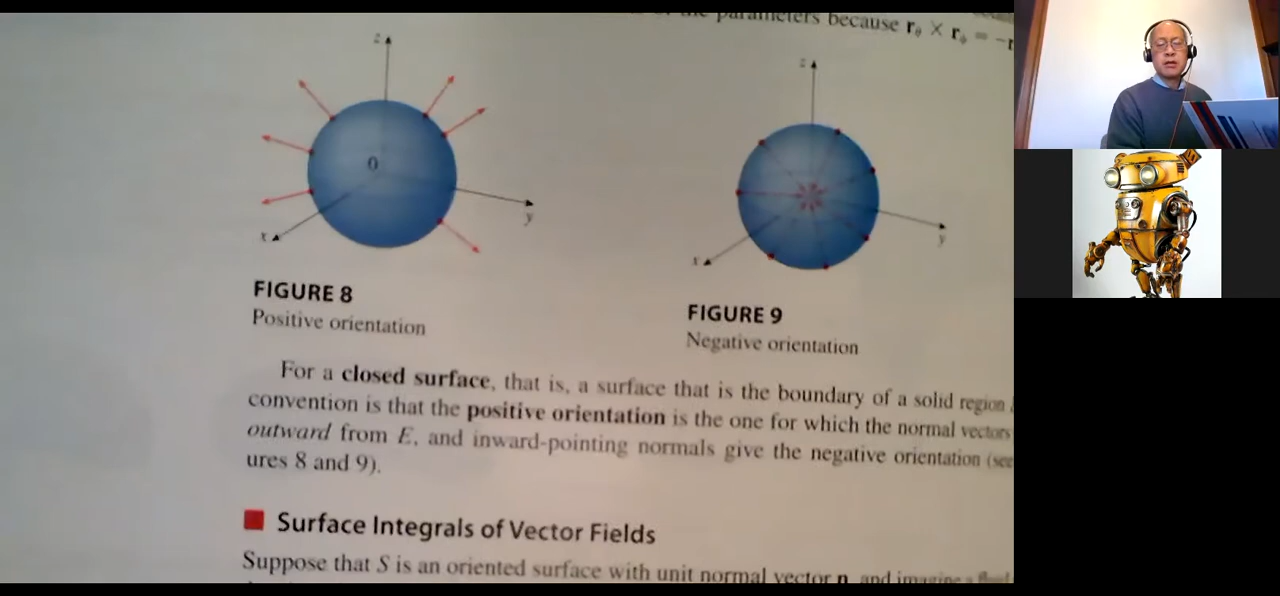 the parameters because r_θ × r_φ = −r
z
0
y
x
z
y
x
FIGURE 8
Positive orientation
FIGURE 9
Negative orientation
For a closed surface, that is, a surface that is the boundary of a solid region
convention is that the positive orientation is the one for which the normal vectors
outward from E, and inward-pointing normals give the negative orientation (see
ures 8 and 9).
Surface Integrals of Vector Fields
Suppose that S is an oriented surface with unit normal vector n, and imagine a